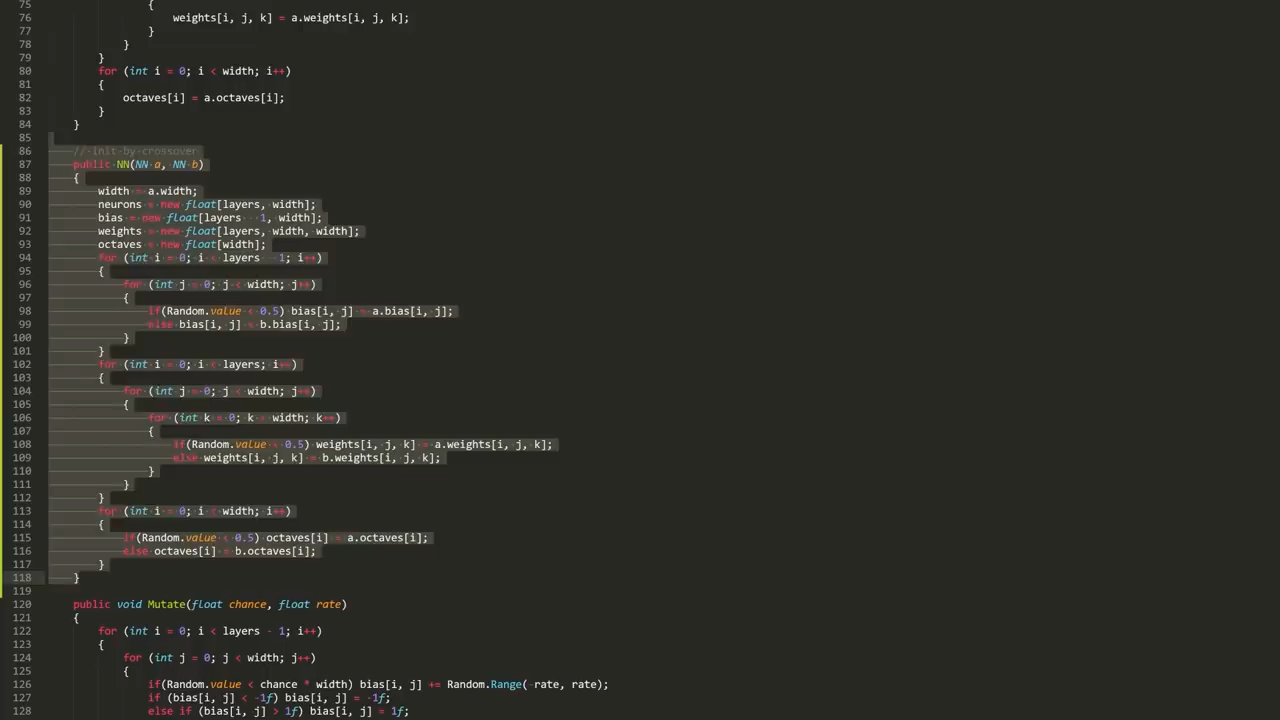 75 {
76 weights[i, j, k] = a.weights[i, j, k];
77 }
78 }
79 }
80 for (int i = 0; i < width; i++)
81 {
82 octaves[i] = a.octaves[i];
83 }
84 }
85
86 // init by crossover
87 public NN(NN a, NN b)
88 {
89 width = a.width;
90 neurons = new float[layers, width];
91 bias = new float[layers - 1, width];
92 weights = new float[layers, width, width];
93 octaves = new float[width];
94 for (int i = 0; i < layers - 1; i++)
95 {
96 for (int j = 0; j < width; j++)
97 {
98 if(Random.value < 0.5) bias[i, j] = a.bias[i, j];
99 else bias[i, j] = b.bias[i, j];
100 }
101 }
102 for (int i = 0; i < layers; i++)
103 {
104 for (int j = 0; j < width; j++)
105 {
106 for (int k = 0; k < width; k++)
107 {
108 if(Random.value < 0.5) weights[i, j, k] = a.weights[i, j, k];
109 else weights[i, j, k] = b.weights[i, j, k];
110 }
111 }
112 }
113 for (int i = 0; i < width; i++)
114 {
115 if(Random.value < 0.5) octaves[i] = a.octaves[i];
116 else octaves[i] = b.octaves[i];
117 }
118 }
119
120 public void Mutate(float chance, float rate)
121 {
122 for (int i = 0; i < layers - 1; i++)
123 {
124 for (int j = 0; j < width; j++)
125 {
126 if(Random.value < chance * width) bias[i, j] += Random.Range(-rate, rate);
127 if (bias[i, j] < -1f) bias[i, j] = -1f;
128 else if (bias[i, j] > 1f) bias[i, j] = 1f;